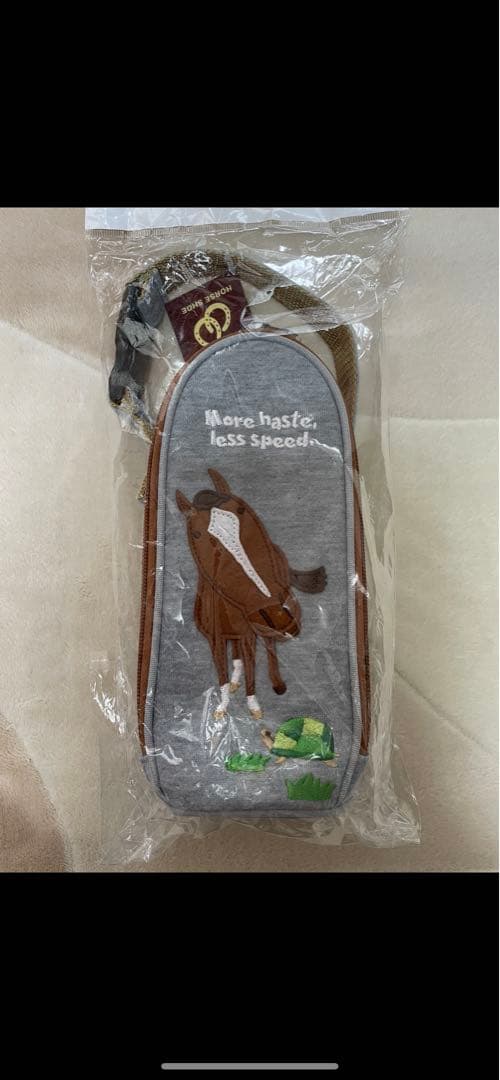 HORSE SHOE
More haste,
less speed.